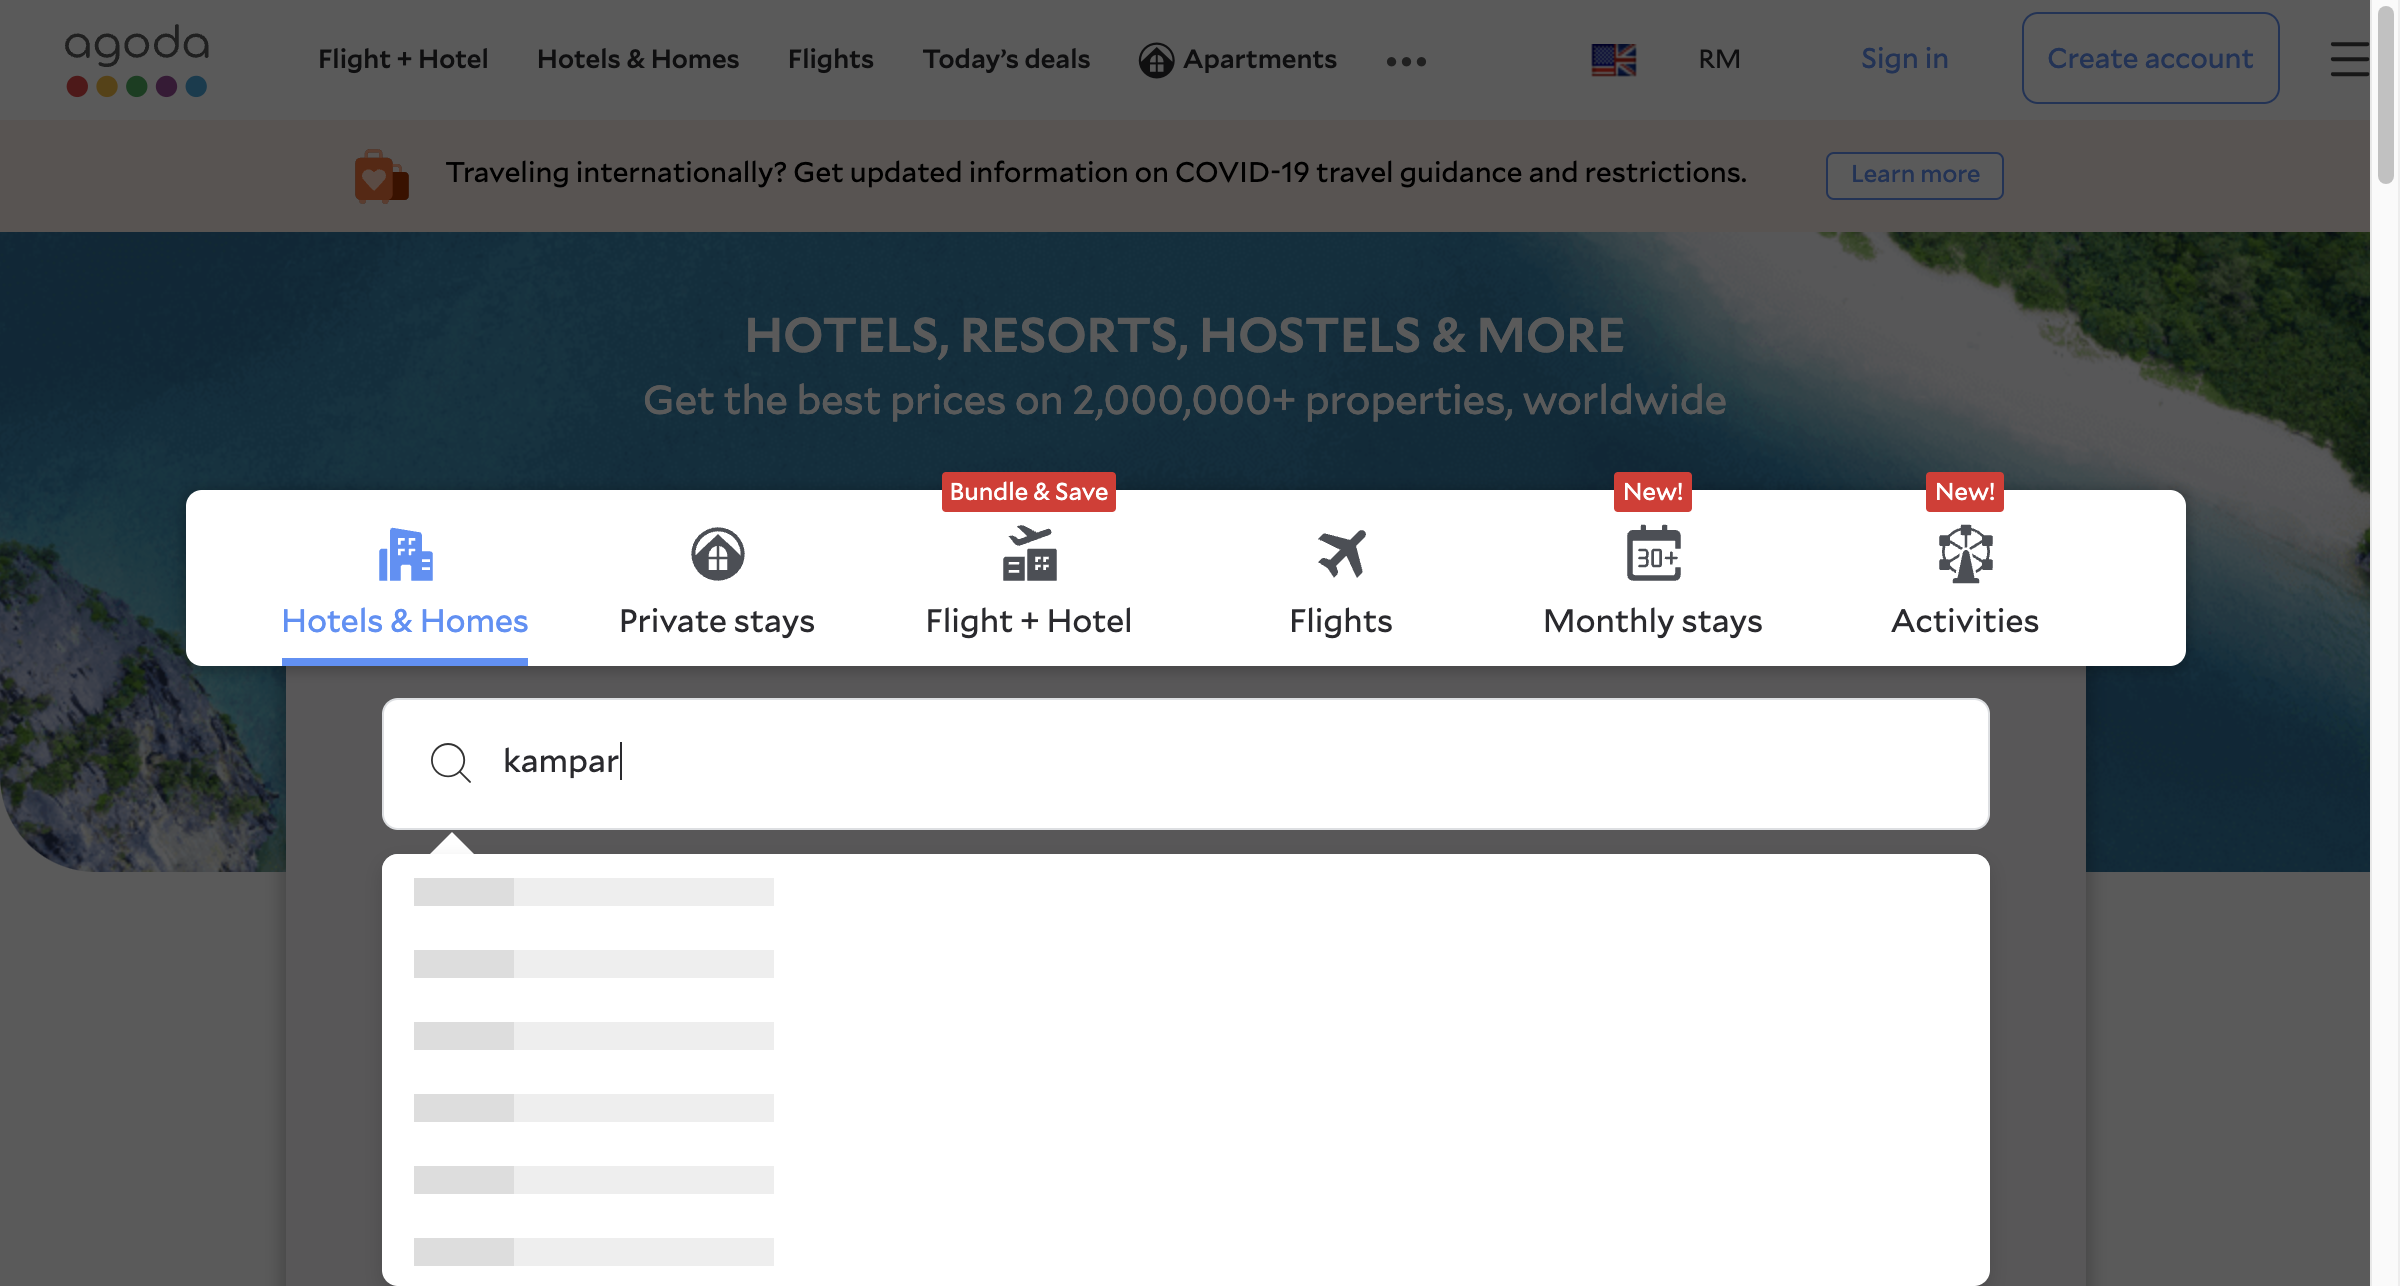 agoda
Flight + Hotel
Hotels & Homes
Flights
Today's deals
Apartments
RM
Sign in
Create account
Traveling internationally? Get updated information on COVID-19 travel guidance and restrictions.
Learn more
HOTELS, RESORTS, HOSTELS & MORE
Get the best prices on 2,000,000+ properties, worldwide
Hotels & Homes
Private stays
Bundle & Save
Flight + Hotel
Flights
New!
30+
Monthly stays
New!
Activities
kampar